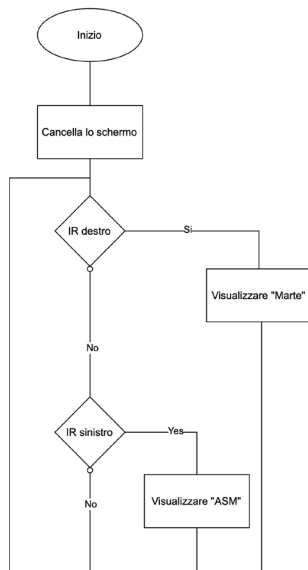 Inizio
Cancella lo schermo
IR destro
Si
Visualizzare "Marte"
No
IR sinistro
Yes
Visualizzare "ASM"
No